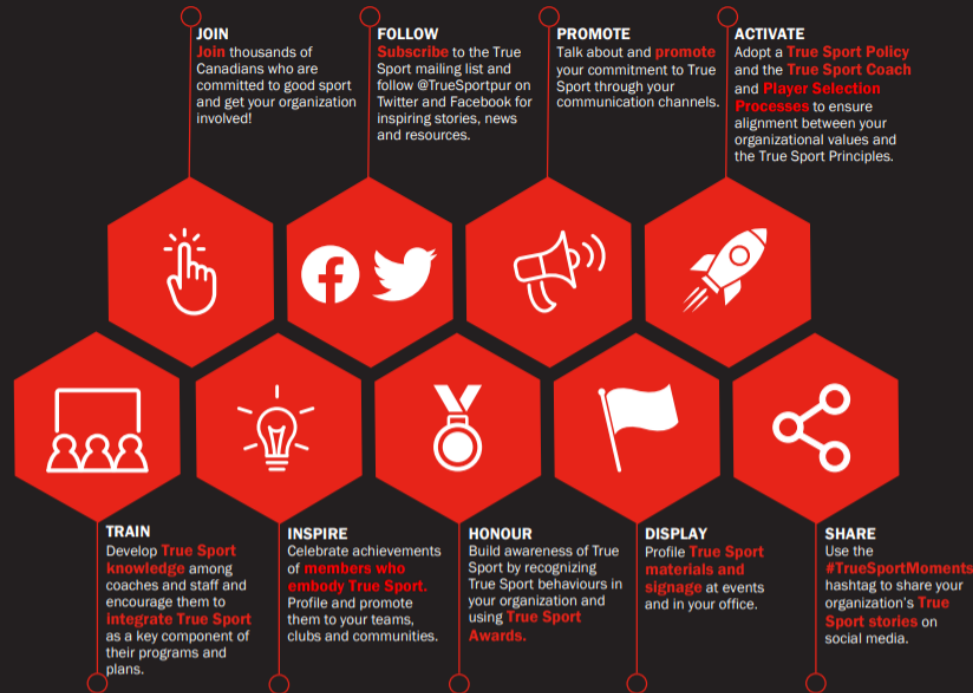 JOIN
Join thousands of
Canadians who are
committed to good sport
and get your organization
involved!
FOLLOW
Subscribe to the True
Sport mailing list and
follow @TrueSportpur on
Twitter and Facebook for
inspiring stories, news
and resources.
PROMOTE
Talk about and promote
your commitment to True
Sport through your
communication channels.
ACTIVATE
Adopt a True Sport Policy
and the True Sport Coach
and Player Selection
Processes to ensure
alignment between your
organizational values and
the True Sport Principles.
TRAIN
Develop True Sport
knowledge among
coaches and staff and
encourage them to
integrate True Sport
as a key component of
their programs and
plans.
INSPIRE
Celebrate achievements
of members who
embody True Sport.
Profile and promote
them to your teams,
clubs and communities.
HONOUR
Build awareness of True
Sport by recognizing
True Sport behaviours in
your organization and
using True Sport
Awards.
DISPLAY
Profile True Sport
materials and
signage at events
and in your office.
SHARE
Use the
#TrueSportMoments
hashtag to share your
organization's True
Sport stories on
social media.